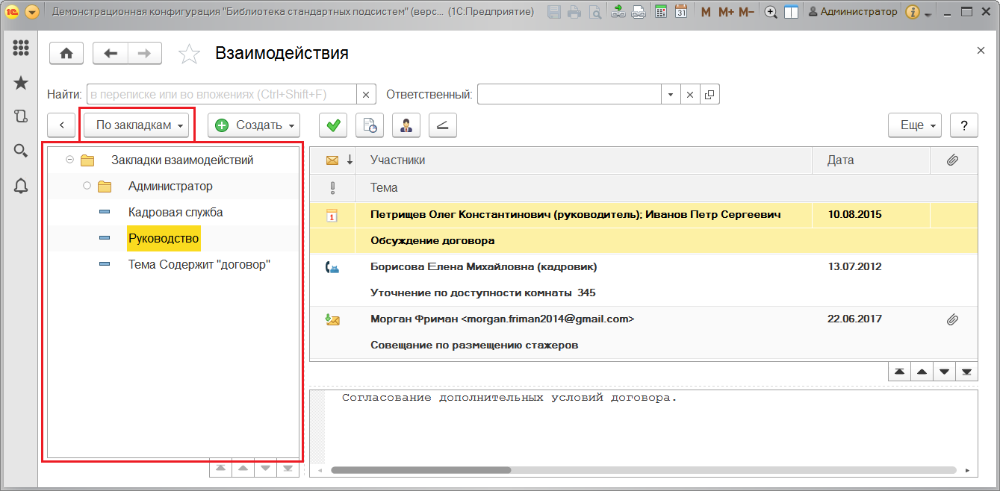 1С Демонстрационная конфигурация "Библиотека стандартных подсистем" (верс... (1С:Предприятие) 31 M M+ M- Администратор i
Взаимодействия
Найти: в переписке или во вложениях (Ctrl+Shift+F) Ответственный:
По закладкам Создать Еще ?
Закладки взаимодействий
Администратор
Кадровая служба
Руководство
Тема Содержит "договор"
Участники Дата
Тема
1 Петрищев Олег Константинович (руководитель); Иванов Петр Сергеевич 10.08.2015
Обсуждение договора
Борисова Елена Михайловна (кадровик) 13.07.2012
Уточнение по доступности комнаты 345
Морган Фриман <morgan.friman2014@gmail.com> 22.06.2017
Совещание по размещению стажеров
Согласование дополнительных условий договора.